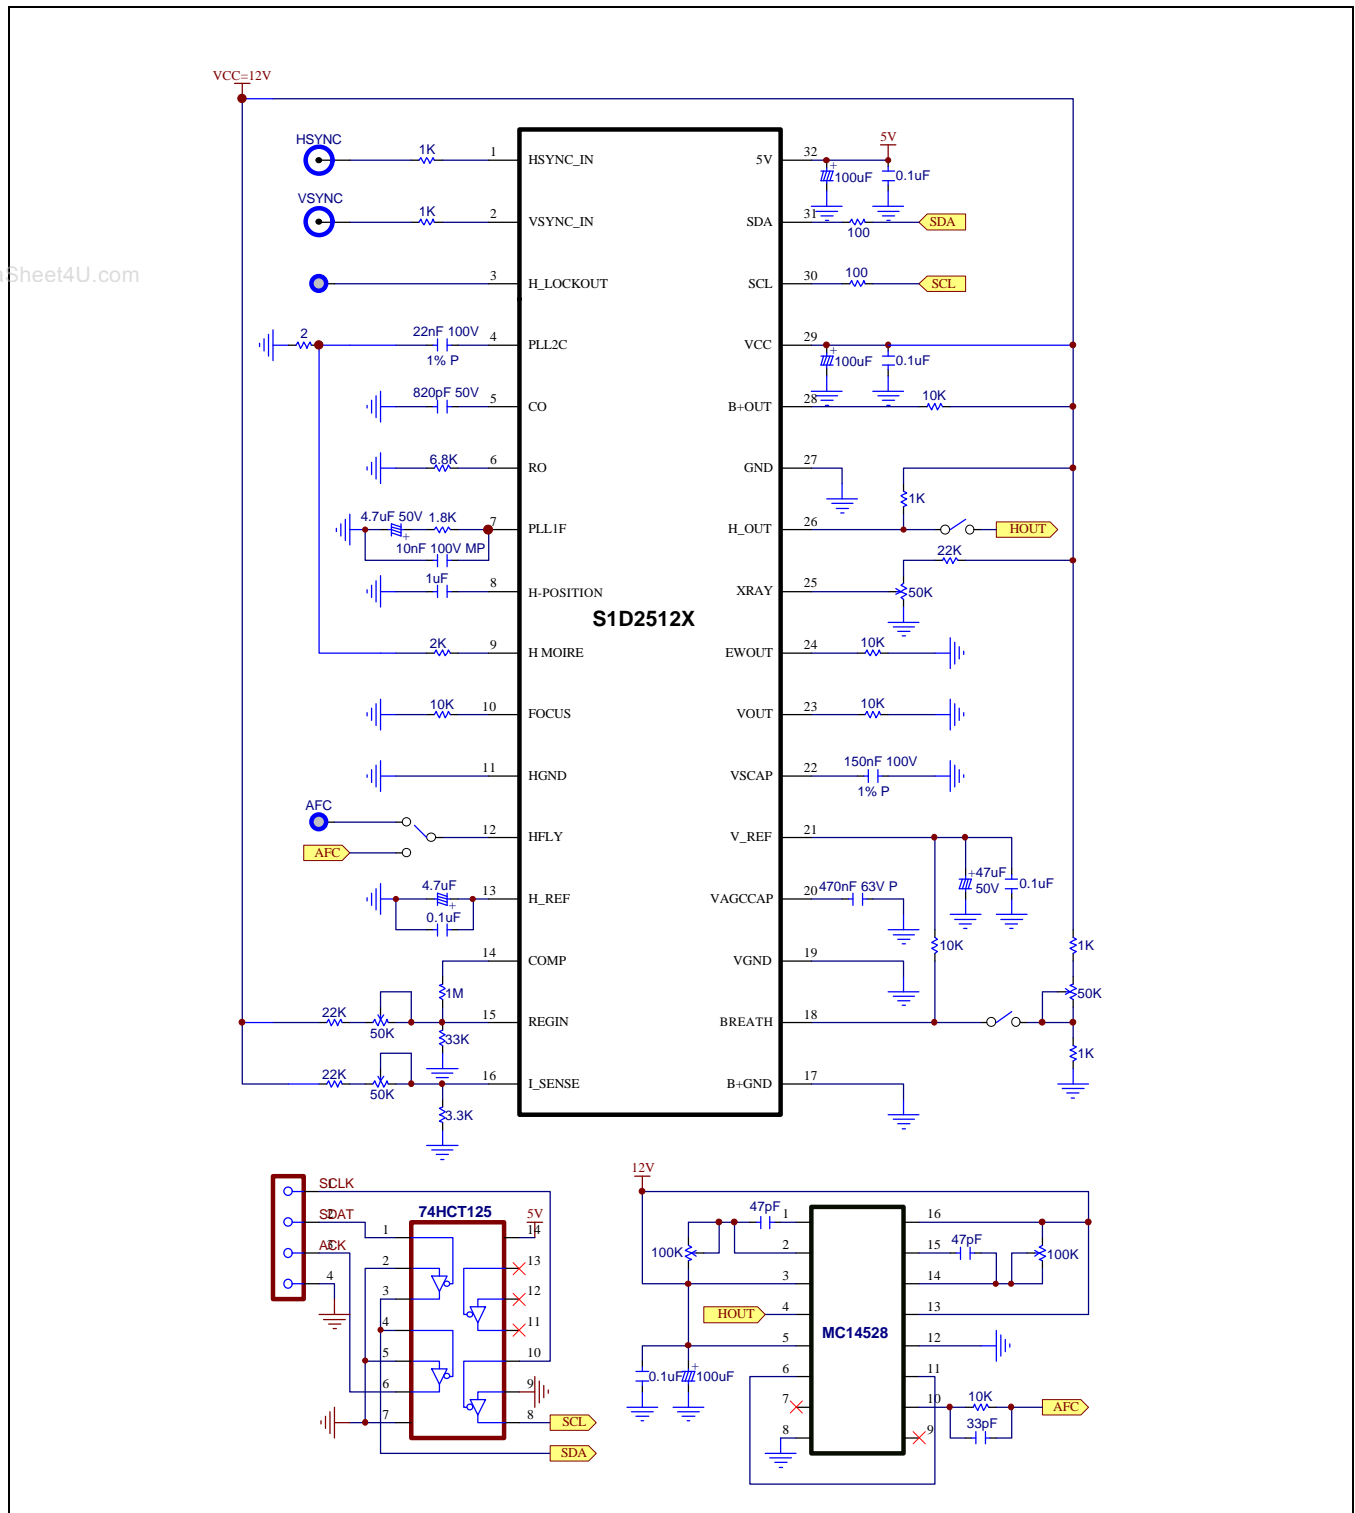 VCC=12V
HSYNC
1K
1
HSYNC_IN
5V
32
5V
100uF
0.1uF
VSYNC
1K
2
VSYNC_IN
SDA
31
100
SDA
Sheet4U.com
3
H_LOCKOUT
SCL
30
100
SCL
2
22nF 100V
1% P
4
PLL2C
VCC
29
100uF
0.1uF
820pF 50V
5
CO
B+OUT
28
10K
6.8K
6
RO
GND
27
1K
4.7uF 50V
1.8K
7
PLL1F
10nF 100V MP
H_OUT
26
HOUT
22K
1uF
8
H-POSITION
XRAY
25
50K
S1D2512X
2K
9
H MOIRE
EWOUT
24
10K
10K
10
FOCUS
VOUT
23
10K
11
HGND
VSCAP
22
150nF 100V
1% P
AFC
AFC
12
HFLY
V_REF
21
47uF
50V
0.1uF
4.7uF
0.1uF
13
H_REF
VAGCCAP
20
470nF 63V P
10K
1K
14
COMP
VGND
19
1M
50K
22K
50K
15
REGIN
33K
BREATH
18
1K
22K
50K
16
I_SENSE
3.3K
B+GND
17
SCLK
1
SDAT
2
ACK
3
4
74HCT125
5V
1
2
3
4
5
6
7
14
13
12
11
10
9
8
SCL
SDA
12V
47pF
1
16
100K
2
15
47pF
100K
3
14
HOUT
4
13
MC14528
5
12
0.1uF
100uF
6
11
7
10
10K
AFC
33pF
8
9